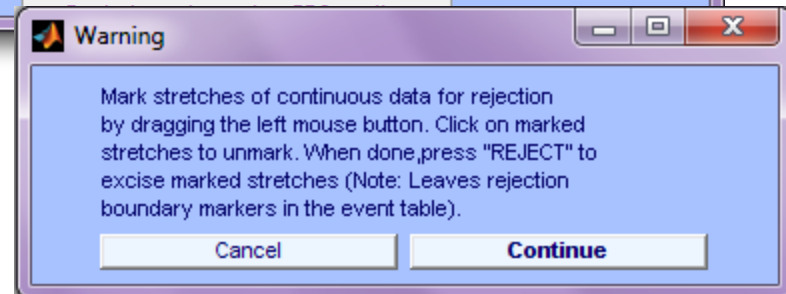 Warning
Mark stretches of continuous data for rejection
by dragging the left mouse button. Click on marked
stretches to unmark. When done,press "REJECT" to
excise marked stretches (Note: Leaves rejection
boundary markers in the event table).
Cancel
Continue